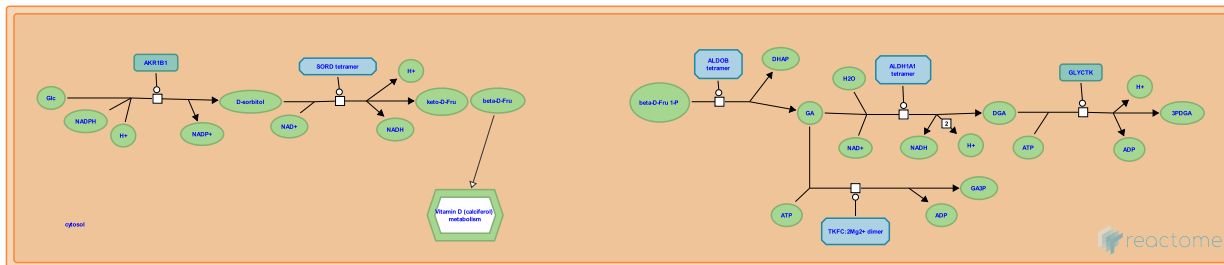 AKR1B1
SORD tetramer
ALDOB
tetramer
DHAP
ALDH1A1
tetramer
GLYCTK
H+
H2O
H+
Glc
D-sorbitol
keto-D-Fru
beta-D-Fru
beta-D-Fru 1-P
GA
DGA
3PDGA
NADPH
H+
NADP+
NAD+
NADH
NAD+
NADH
2
H+
ATP
ADP
GA3P
ATP
ADP
Vitamin D (calciferol)
metabolism
TKFC:2Mg2+ dimer
cytosol
reactome